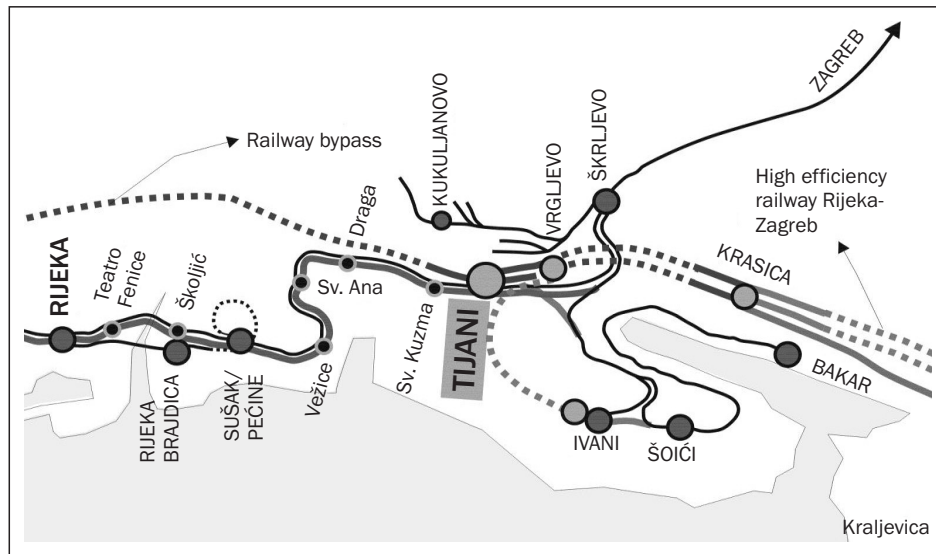 ZAGREB
Railway bypass
KUKULJANOVO
VRGLJEVO
ŠKRLJEVO
High efficiency
railway Rijeka-
Zagreb
RIJEKA
Teatro
Fenice
Školjić
Draga
Sv. Ana
Sv. Kuzma
TIJANI
KRASICA
BAKAR
RIJEKA
BRAJDICA
SUŠAK/
PEĆINE
Vežice
IVANI
ŠOIĆI
Kraljevica